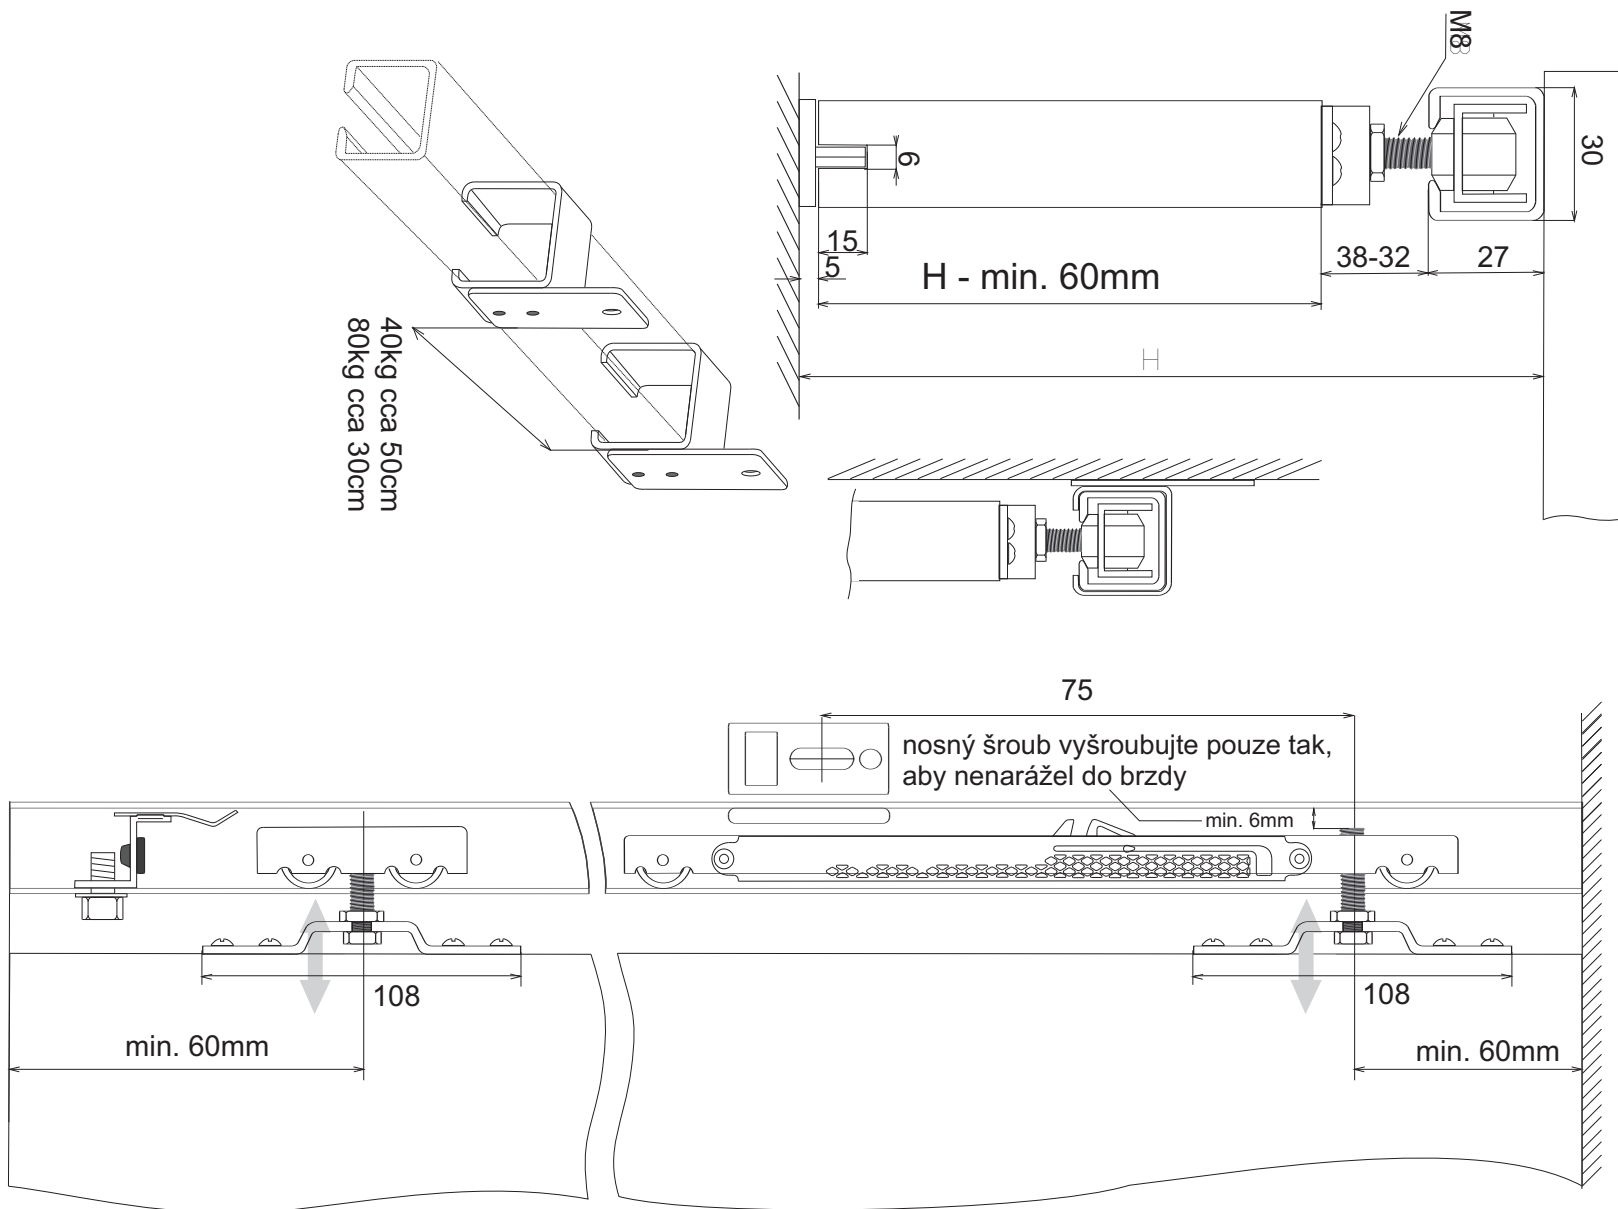 M8
30
6
15
5
38-32
27
H - min. 60mm
H
40kg cca 50cm
80kg cca 30cm
75
nosný šroub vyšroubujte pouze tak,
aby nenarážel do brzdy
min. 6mm
108
108
min. 60mm
min. 60mm